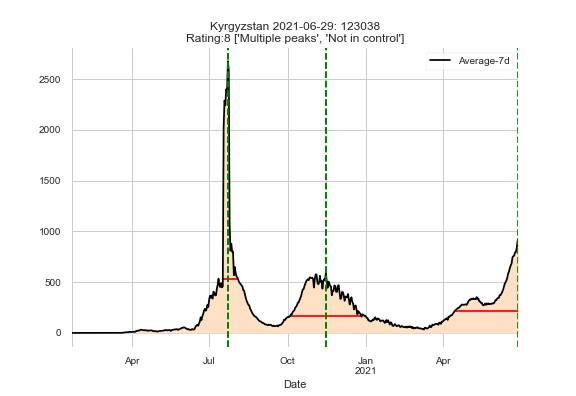 Kyrgyzstan 2021-06-29: 123038
Rating:8 ['Multiple peaks', 'Not in control']
Average-7d
2500
2000
1500
1000
500
0
Apr
Jul
Oct
Jan
2021
Apr
Date